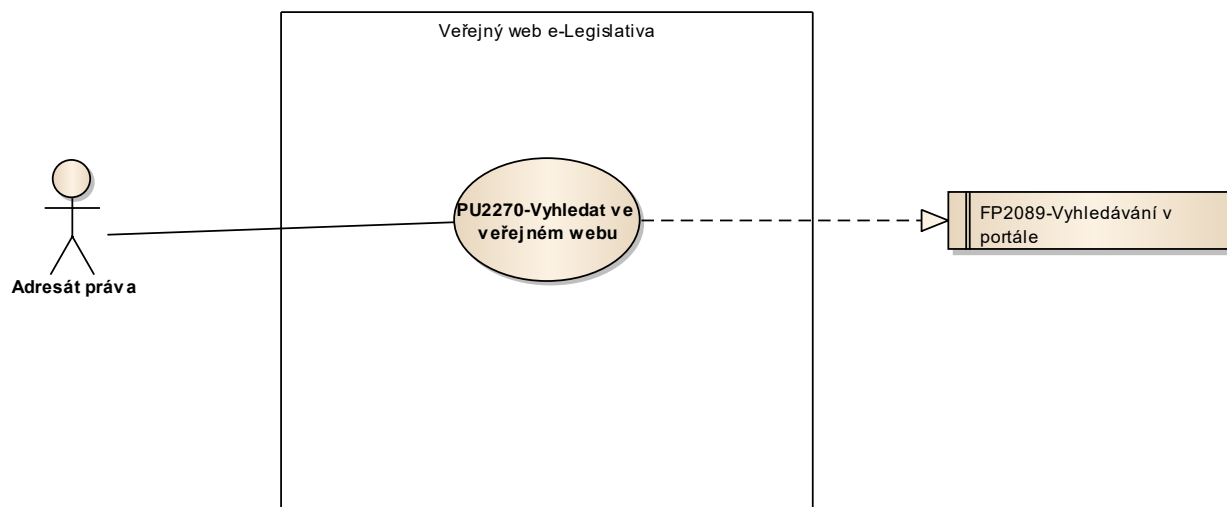 Veřejný web e-Legislativa
PU2270-Vyhledat ve
veřejném webu
FP2089-Vyhledávání v
portále
Adresát práva